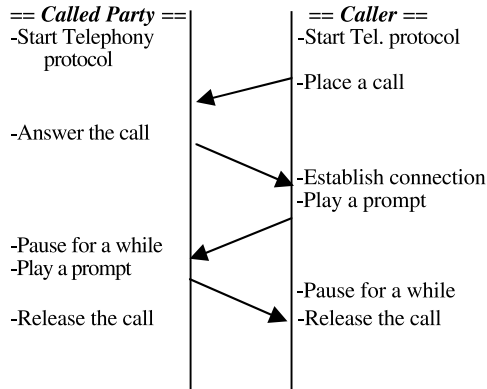 == Called Party ==
-Start Telephony
protocol
-Answer the call
-Pause for a while
-Play a prompt
-Release the call
== Caller ==
-Start Tel. protocol
-Place a call
-Establish connection
-Play a prompt
-Pause for a while
-Release the call